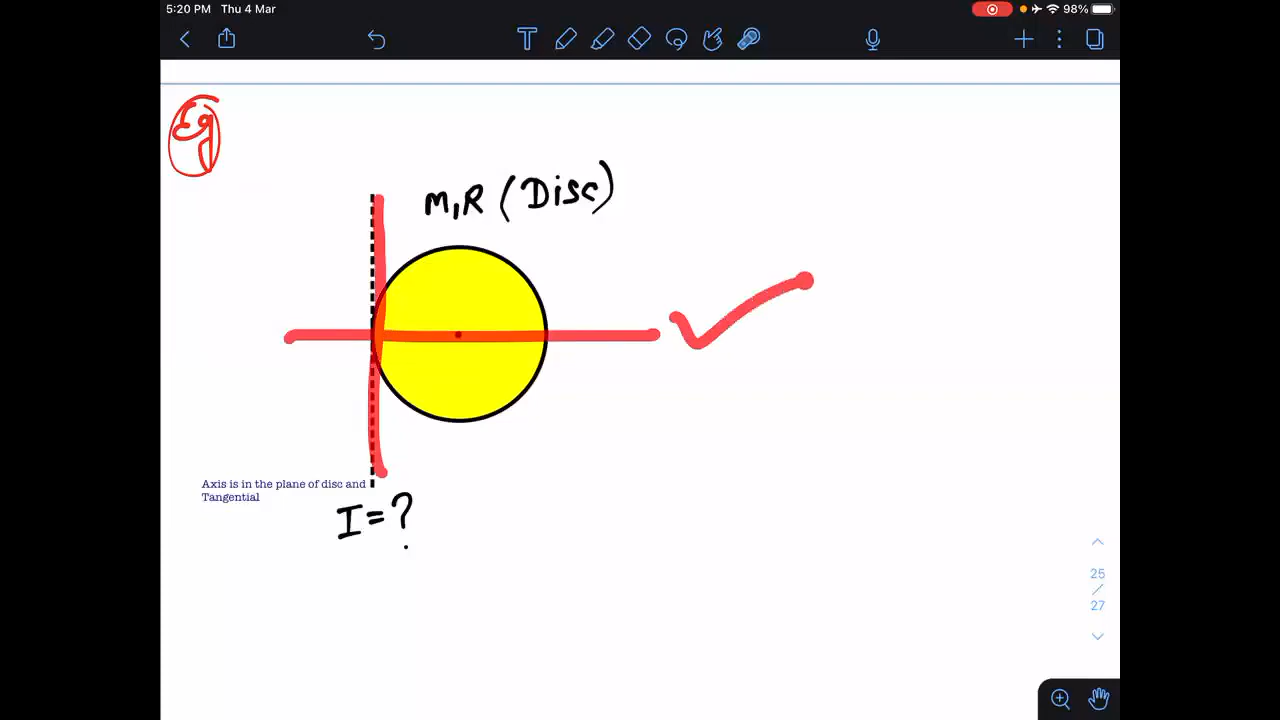 5:20 PM Thu 4 Mar
98%
Eg
M,R (Disc)
Axis is in the plane of disc and
Tangential
I=?
25
/
27